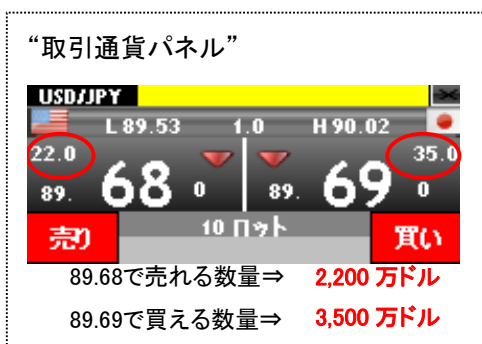 “取引通貨パネル”
USD/JPY
L 89.53 1.0 H 90.02
22.0 35.0
89. 68 0 89. 69 0
売り 10 ロット 買い
89.68で売れる数量⇒ 2,200 万ドル
89.69で買える数量⇒ 3,500 万ドル